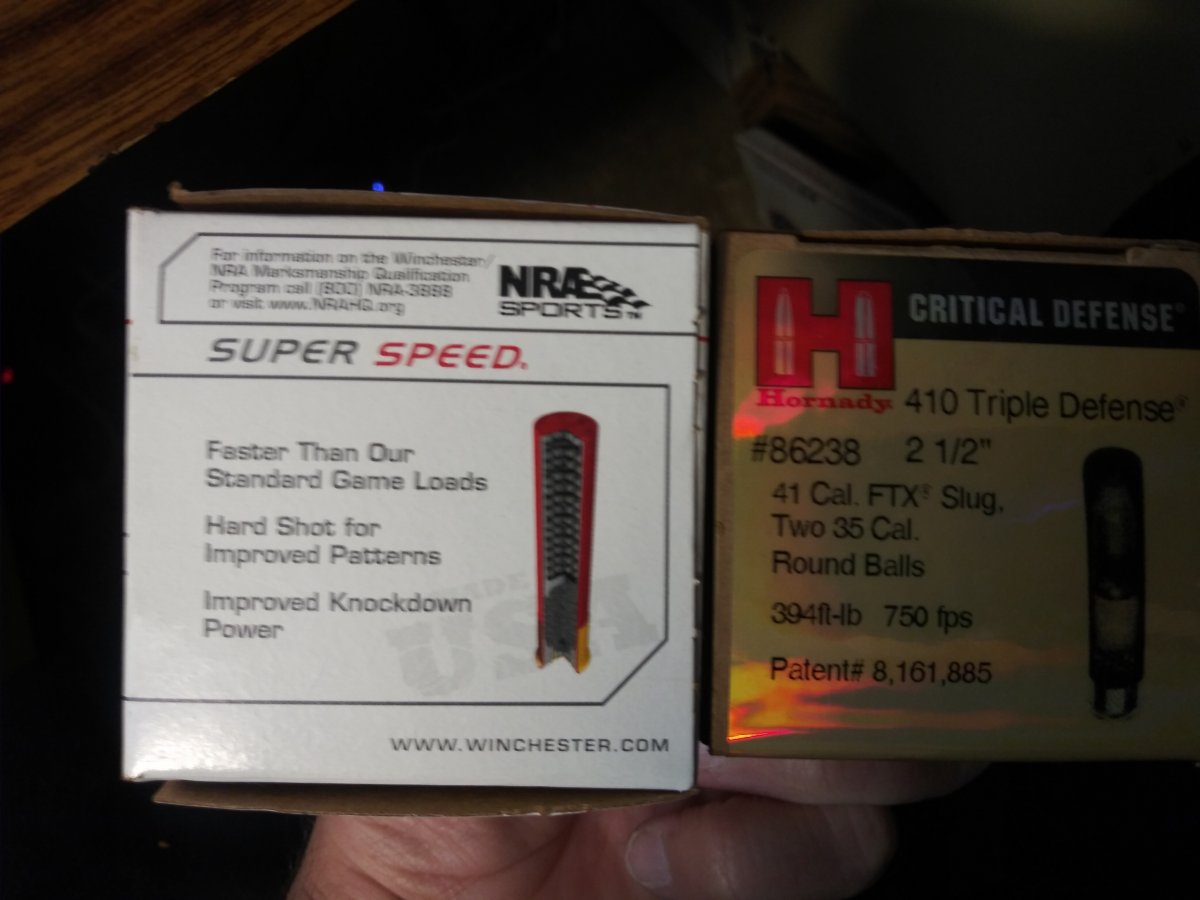 For information on the Winchester/
NRA Marksmanship Qualification
Program call (800) NRA-3888
or visit www.NRAHQ.org
NRA
SPORTS™
SUPER SPEED®
Faster Than Our
Standard Game Loads
Hard Shot for
Improved Patterns
Improved Knockdown
Power
MADE
USA
WWW.WINCHESTER.COM
H
CRITICAL DEFENSE®
Hornady®
410 Triple Defense®
#86238 2 1/2"
41 Cal. FTX® Slug,
Two 35 Cal.
Round Balls
394ft-lb 750 fps
Patent# 8,161,885